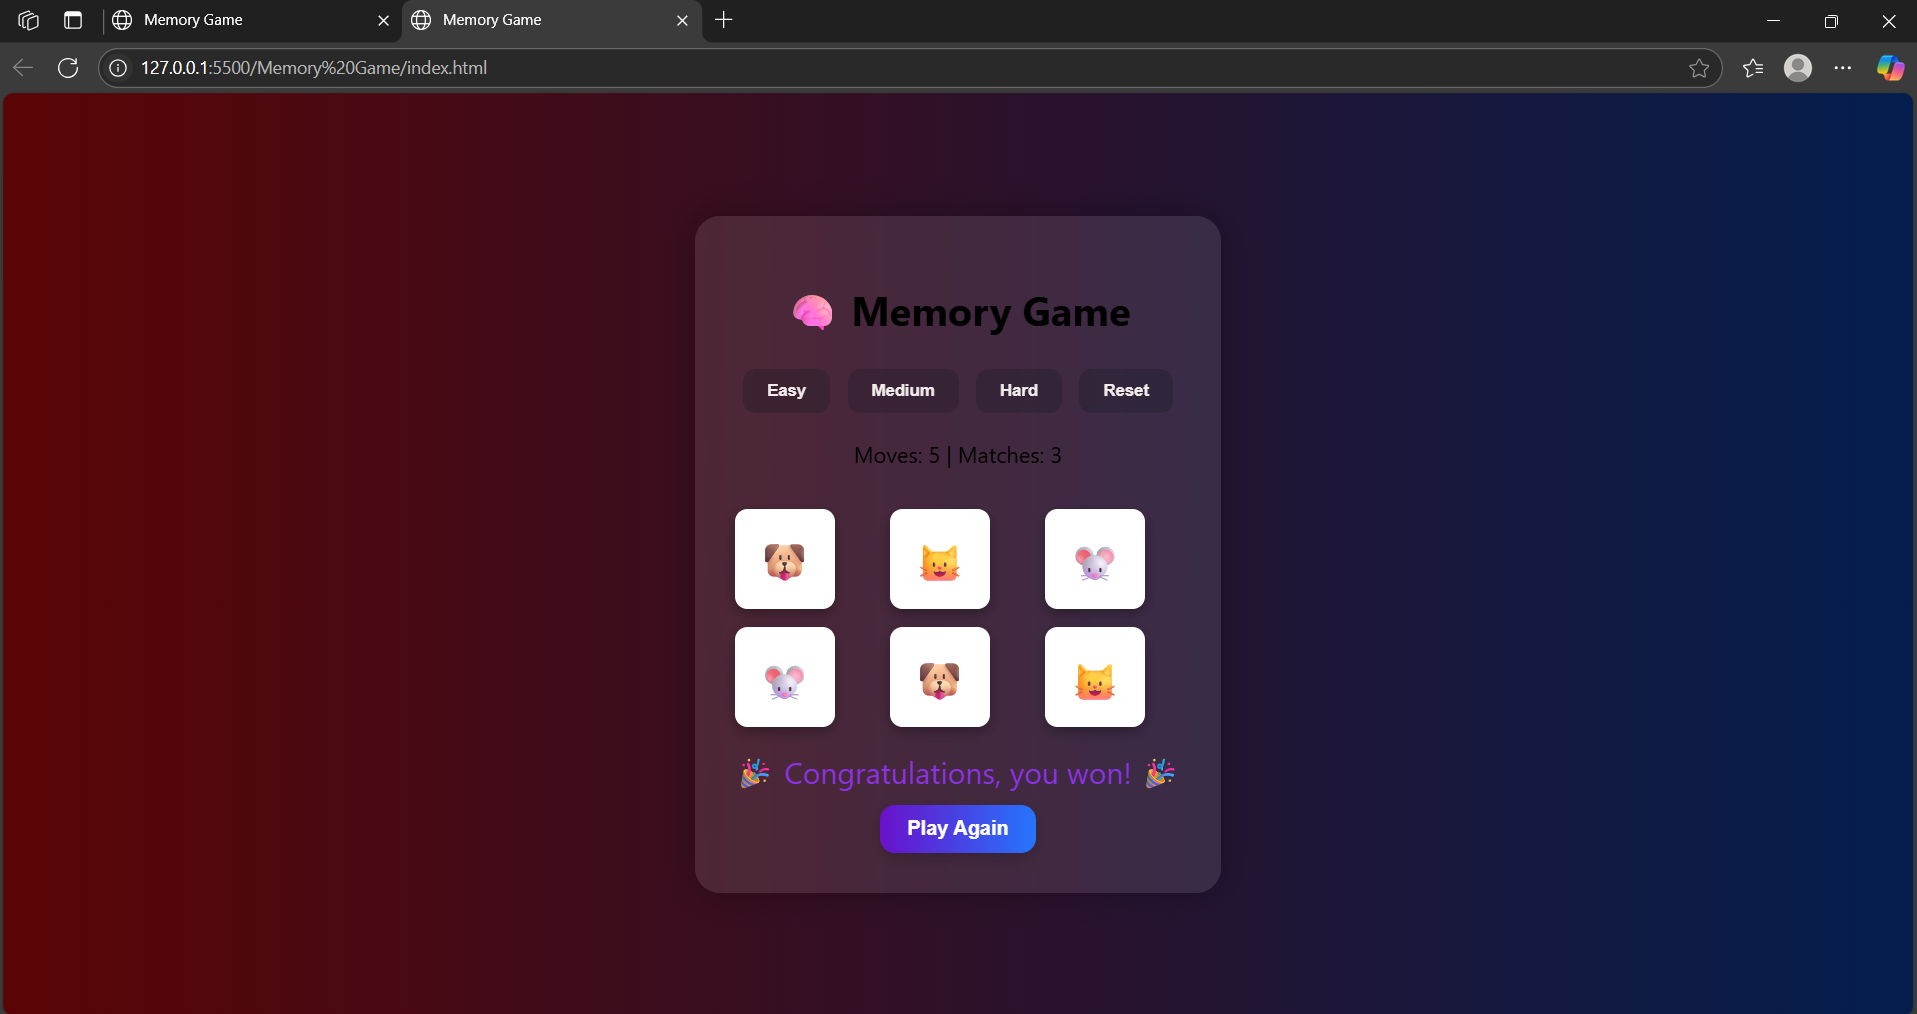 Memory Game
Memory Game
127.0.0.1:5500/Memory%20Game/index.html
🧠 Memory Game
Easy Medium Hard Reset
Moves: 5 | Matches: 3
🎉 Congratulations, you won! 🎉
Play Again